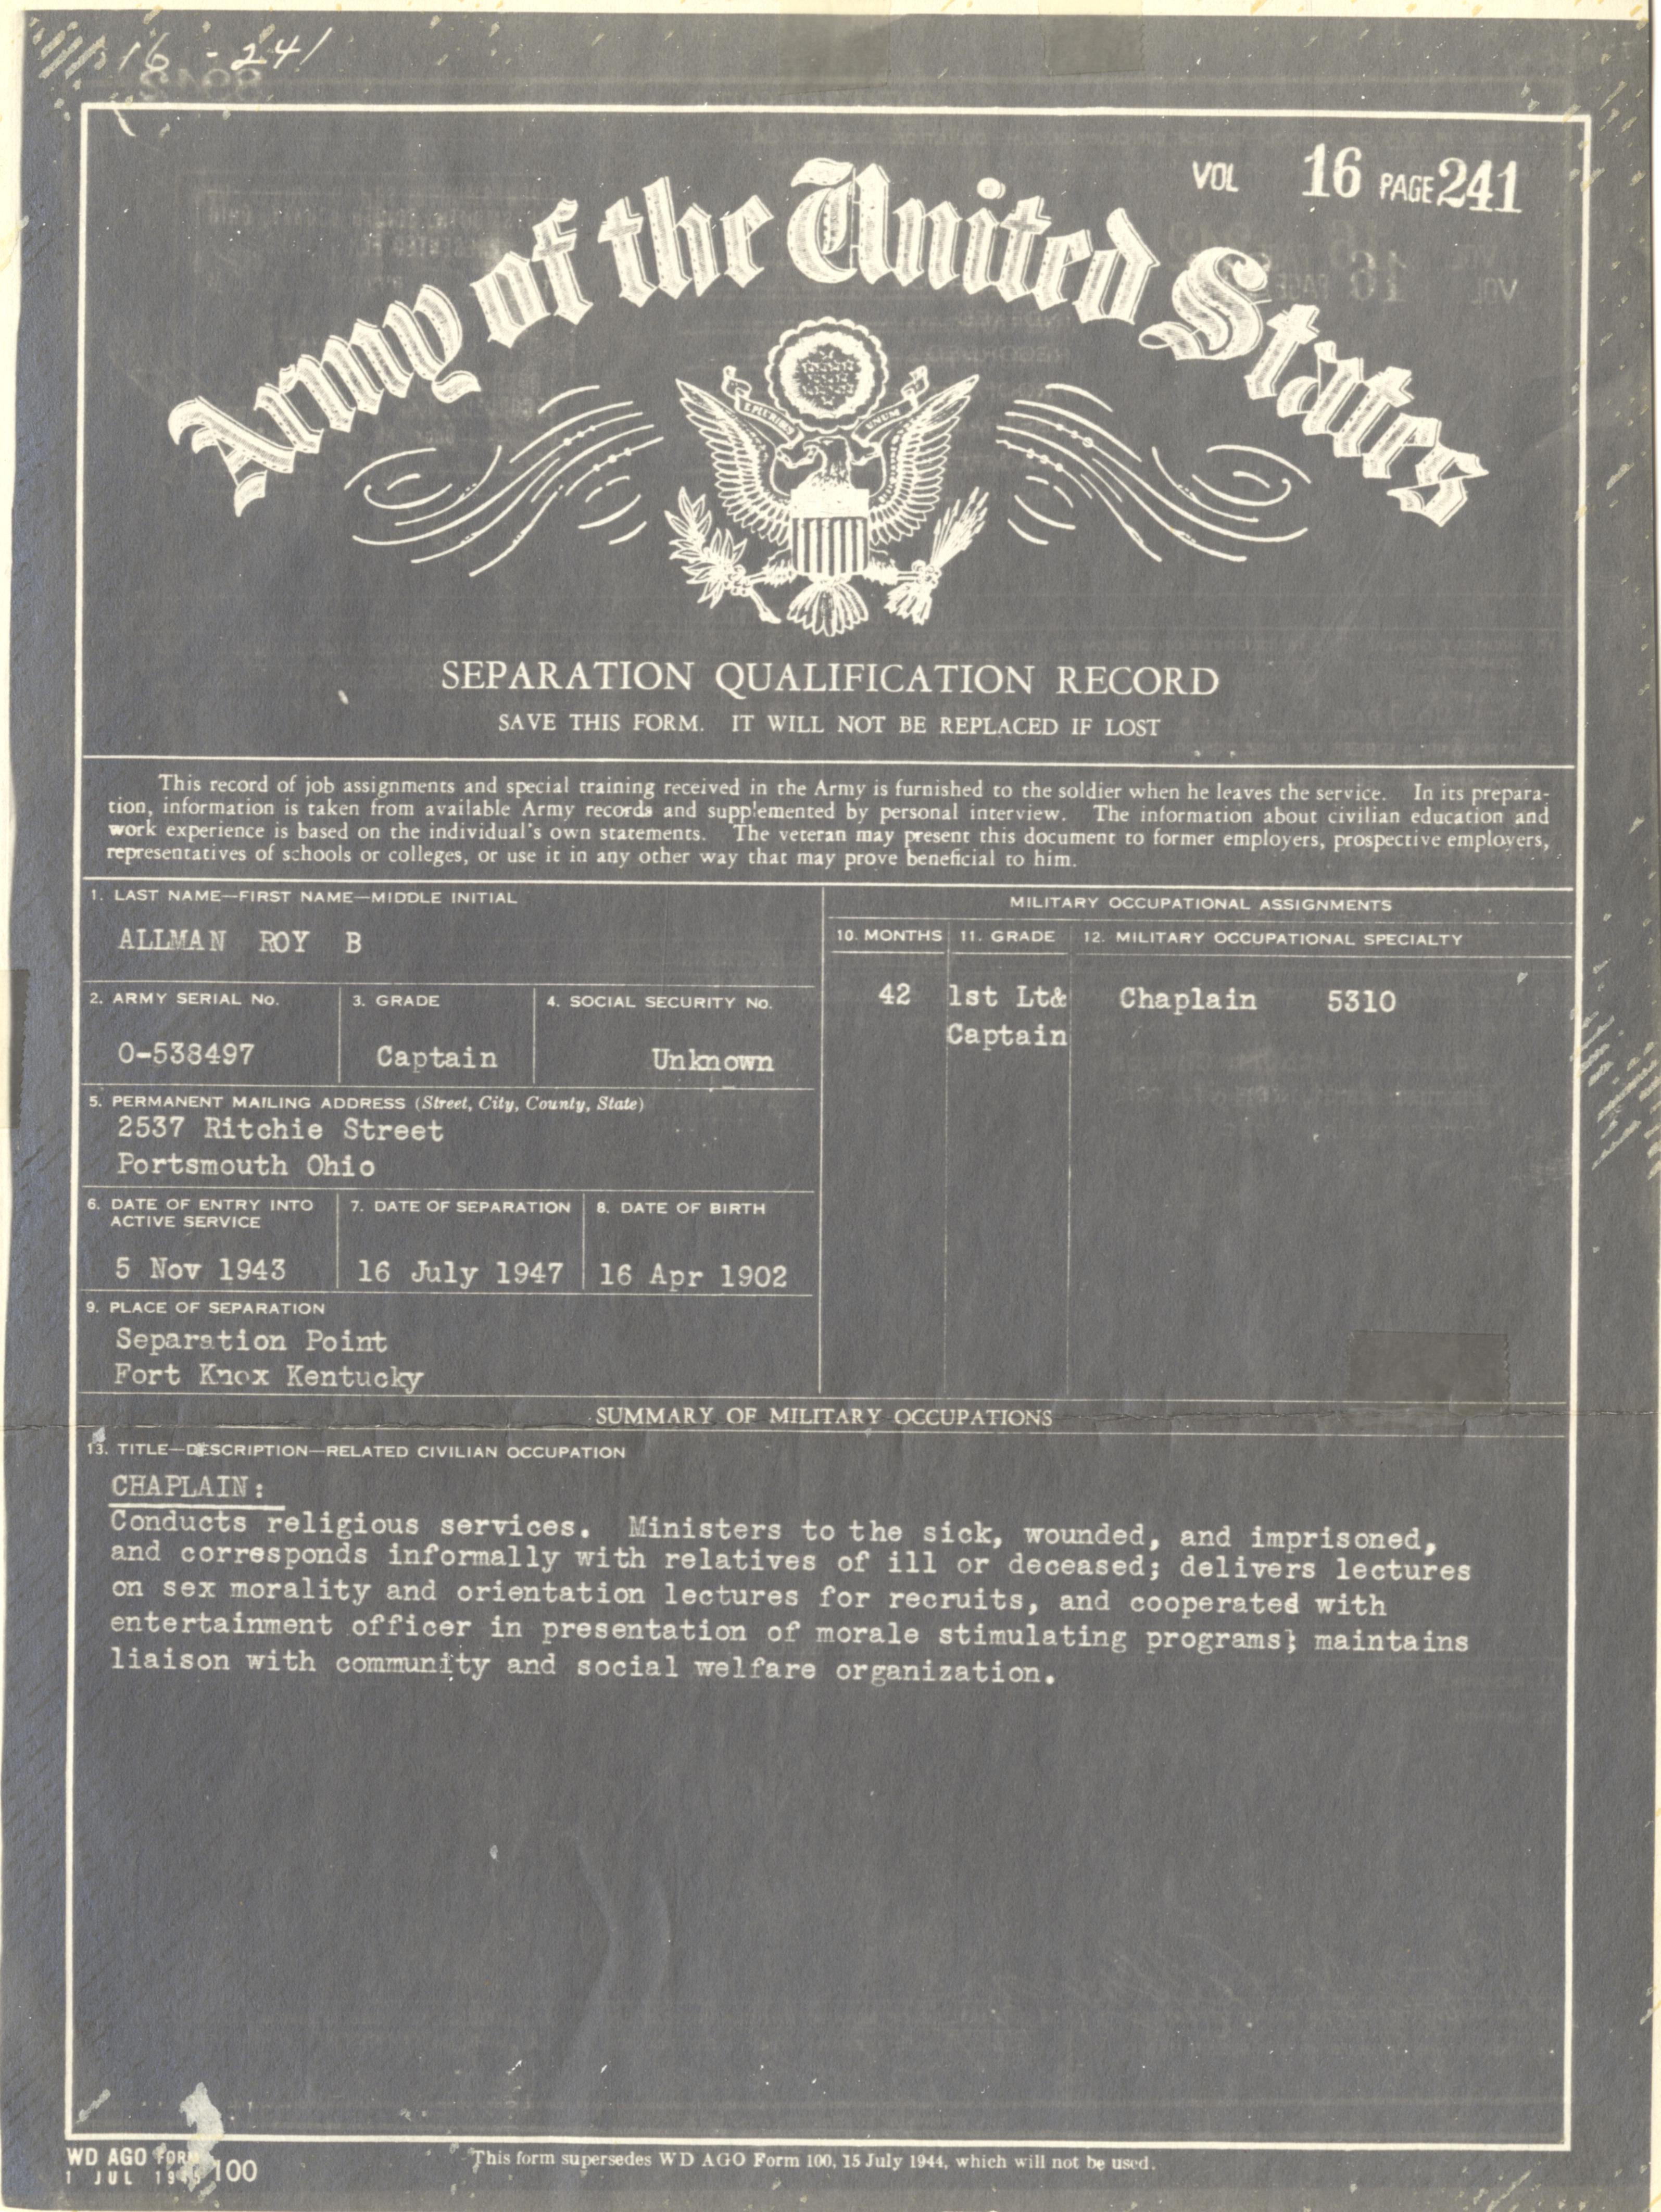 16 - 241
VOL 16 PAGE 241
Army of the United States
E PLURIBUS UNUM
SEPARATION QUALIFICATION RECORD
SAVE THIS FORM. IT WILL NOT BE REPLACED IF LOST
This record of job assignments and special training received in the Army is furnished to the soldier when he leaves the service. In its prepara-
tion, information is taken from available Army records and supplemented by personal interview. The information about civilian education and
work experience is based on the individual's own statements. The veteran may present this document to former employers, prospective employers,
representatives of schools or colleges, or use it in any other way that may prove beneficial to him.
1. LAST NAME—FIRST NAME—MIDDLE INITIAL
ALLMAN ROY B
2. ARMY SERIAL No. 3. GRADE 4. SOCIAL SECURITY No.
O-538497 Captain Unknown
5. PERMANENT MAILING ADDRESS (Street, City, County, State)
2537 Ritchie Street
Portsmouth Ohio
6. DATE OF ENTRY INTO ACTIVE SERVICE 7. DATE OF SEPARATION 8. DATE OF BIRTH
5 Nov 1943 16 July 1947 16 Apr 1902
9. PLACE OF SEPARATION
Separation Point
Fort Knox Kentucky
MILITARY OCCUPATIONAL ASSIGNMENTS
10. MONTHS 11. GRADE 12. MILITARY OCCUPATIONAL SPECIALTY
42 1st Lt& Chaplain 5310
Captain
SUMMARY OF MILITARY OCCUPATIONS
13. TITLE—DESCRIPTION—RELATED CIVILIAN OCCUPATION
CHAPLAIN:
Conducts religious services. Ministers to the sick, wounded, and imprisoned,
and corresponds informally with relatives of ill or deceased; delivers lectures
on sex morality and orientation lectures for recruits, and cooperated with
entertainment officer in presentation of morale stimulating programs; maintains
liaison with community and social welfare organization.
WD AGO FORM 100
1 JUL
This form supersedes WD AGO Form 100, 15 July 1944, which will not be used.